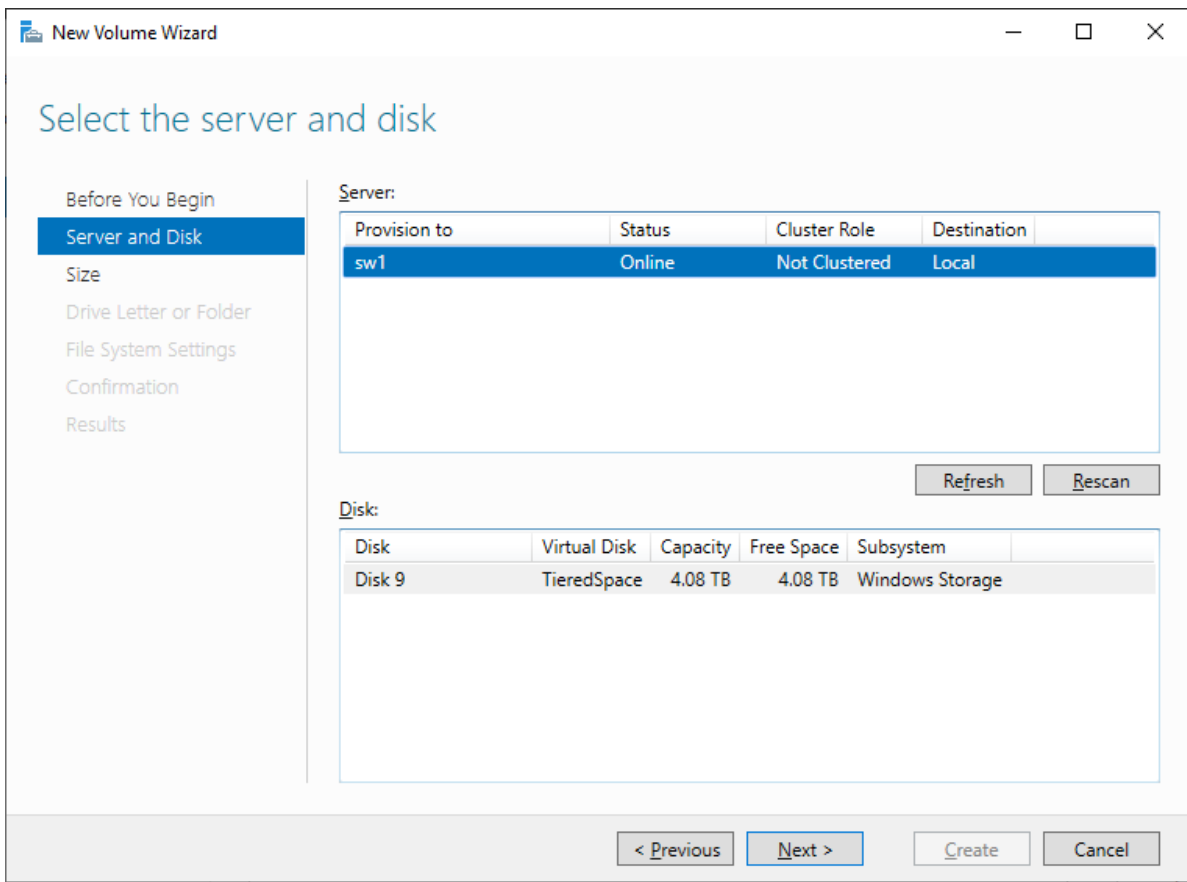 New Volume Wizard
Select the server and disk
Before You Begin
Server and Disk
Size
Drive Letter or Folder
File System Settings
Confirmation
Results
Server:
Provision to Status Cluster Role Destination
sw1 Online Not Clustered Local
Refresh Rescan
Disk:
Disk Virtual Disk Capacity Free Space Subsystem
Disk 9 TieredSpace 4.08 TB 4.08 TB Windows Storage
< Previous Next > Create Cancel